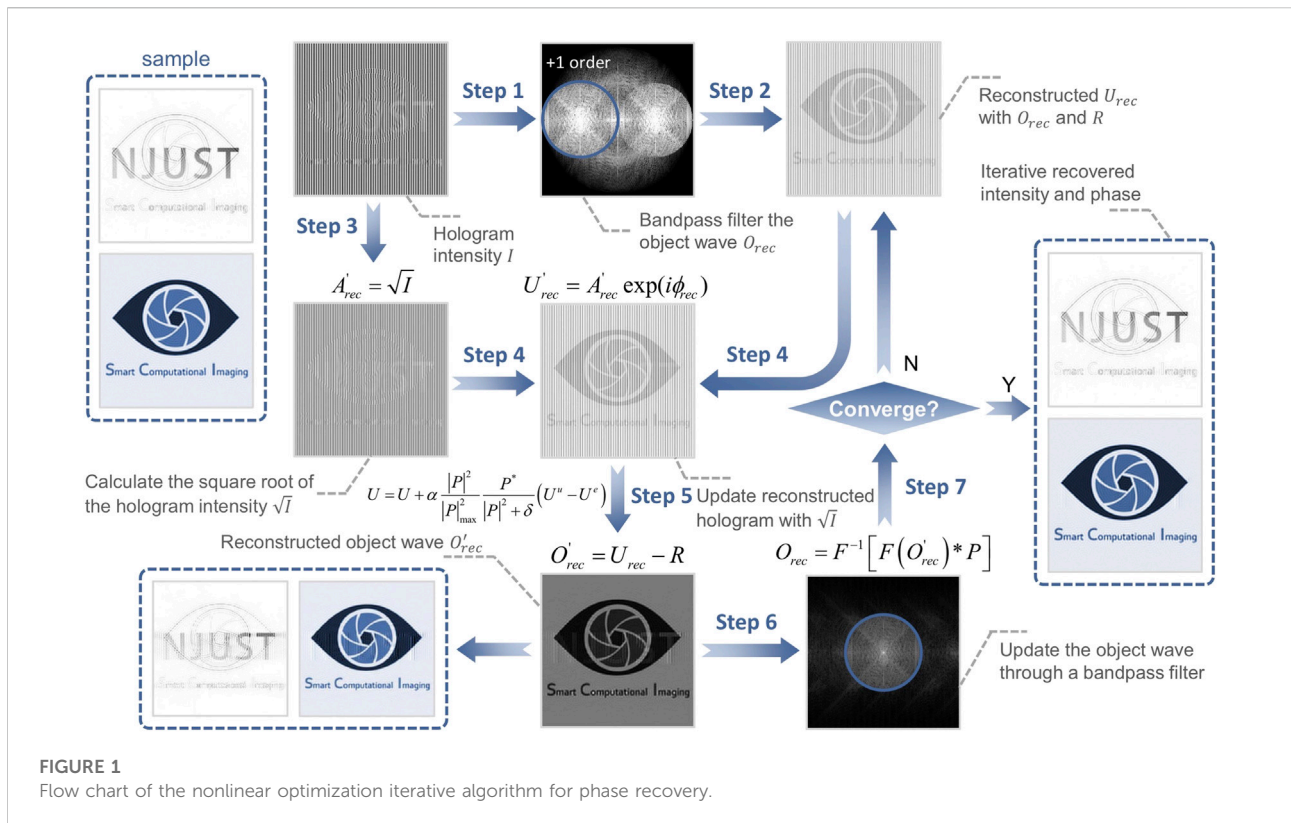 sample
NJUST
Smart Computational Imaging
Smart Computational Imaging
NJUST
Step 1
+1 order
Step 2
Smart Computational Imaging
Reconstructed U_rec
with O_rec and R
Step 3
Hologram
intensity I
Bandpass filter the
object wave O_rec
Iterative recovered
intensity and phase
A'_rec = √I
U'_rec = A'_rec exp(iϕ_rec)
Step 4
Smart Computational Imaging
Step 4
N
Converge?
Y
NJUST
Smart Computational Imaging
Smart Computational Imaging
Calculate the square root of
the hologram intensity √I
U = U + α |P|²/|P|²_max P*/(|P|² + δ) (U^u − U^e)
Step 5
Update reconstructed
hologram with √I
Step 7
Reconstructed object wave O'_rec
O'_rec = U_rec − R
O_rec = F⁻¹[F(O'_rec) * P]
NJUST
Smart Computational Imaging
NJUST
Smart Computational Imaging
Step 6
Update the object wave
through a bandpass filter
FIGURE 1
Flow chart of the nonlinear optimization iterative algorithm for phase recovery.